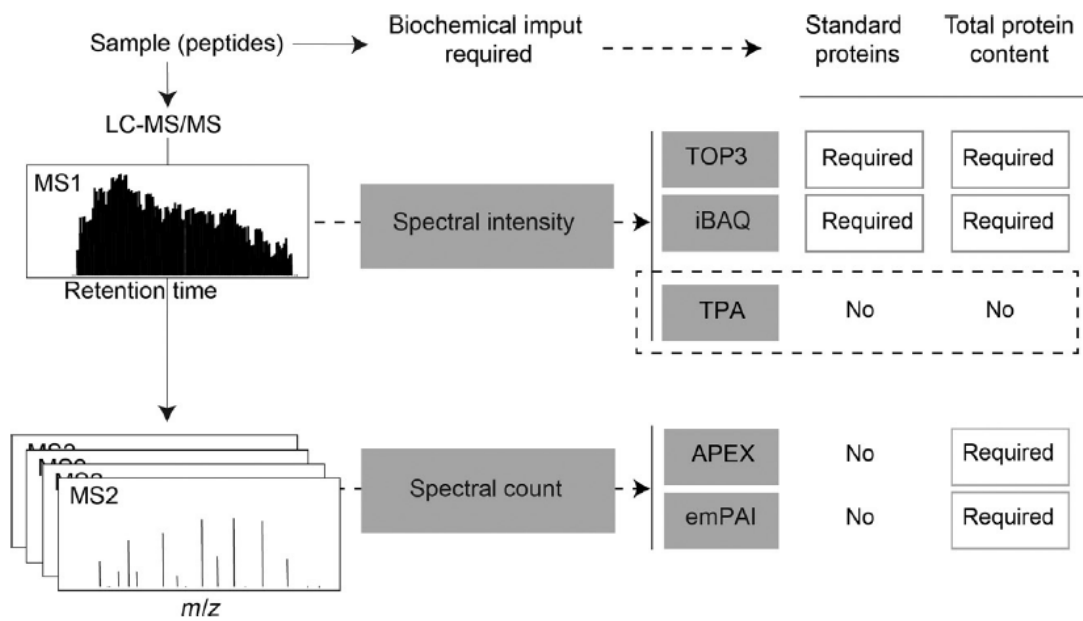 Sample (peptides)
Biochemical imput
required
Standard
proteins
Total protein
content
LC-MS/MS
MS1
Retention time
Spectral intensity
TOP3
Required
Required
iBAQ
Required
Required
TPA
No
No
MS2
m/z
Spectral count
APEX
No
Required
emPAI
No
Required